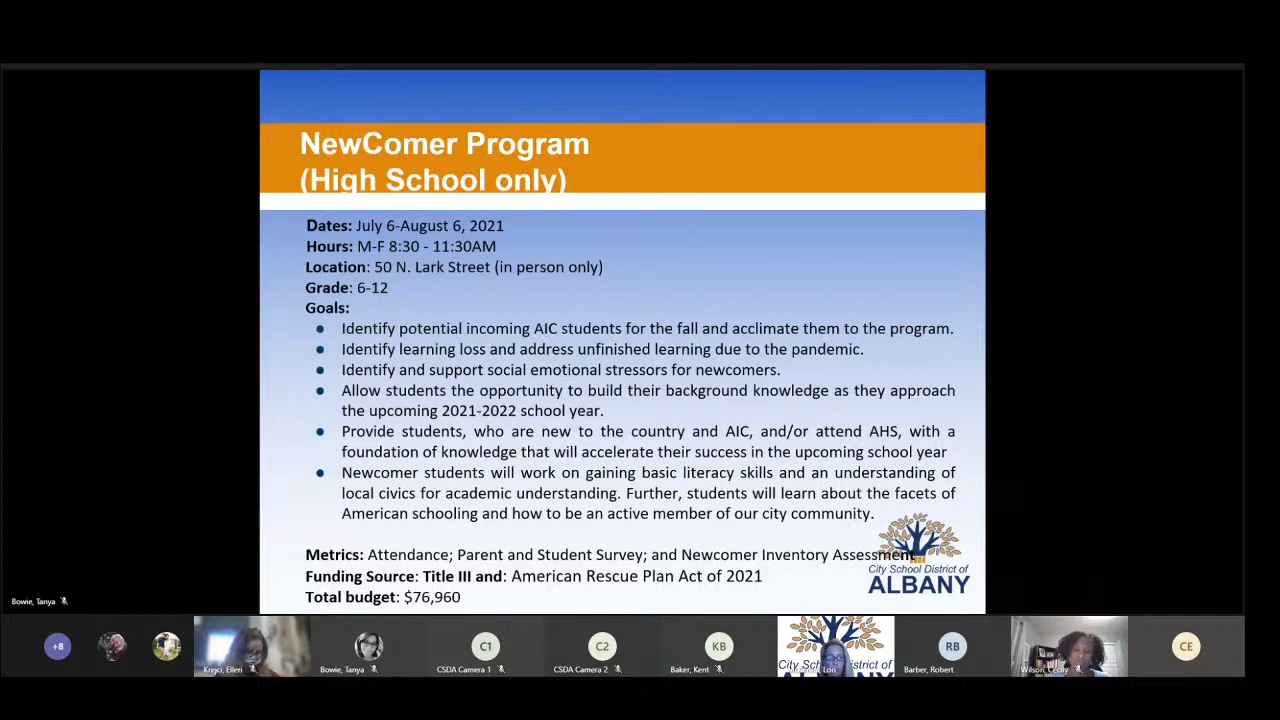 NewComer Program
(High School only)
Dates: July 6-August 6, 2021
Hours: M-F 8:30 - 11:30AM
Location: 50 N. Lark Street (in person only)
Grade: 6-12
Goals:
Identify potential incoming AIC students for the fall and acclimate them to the program.
Identify learning loss and address unfinished learning due to the pandemic.
Identify and support social emotional stressors for newcomers.
Allow students the opportunity to build their background knowledge as they approach
the upcoming 2021-2022 school year.
Provide students, who are new to the country and AIC, and/or attend AHS, with a
foundation of knowledge that will accelerate their success in the upcoming school year
Newcomer students will work on gaining basic literacy skills and an understanding of
local civics for academic understanding. Further, students will learn about the facets of
American schooling and how to be an active member of our city community.
Metrics: Attendance; Parent and Student Survey; and Newcomer Inventory Assessment
Funding Source: Title III and: American Rescue Plan Act of 2021
Total budget: $76,960
City School District of
ALBANY
Bowie, Tanya
+8
Krejci, Ellen
Bowie, Tanya
C1
CSDA Camera 1
C2
CSDA Camera 2
KB
Baker, Kent
City School District of
ALBANY
Lori
RB
Barber, Robert
Wilson, Cecily
CE